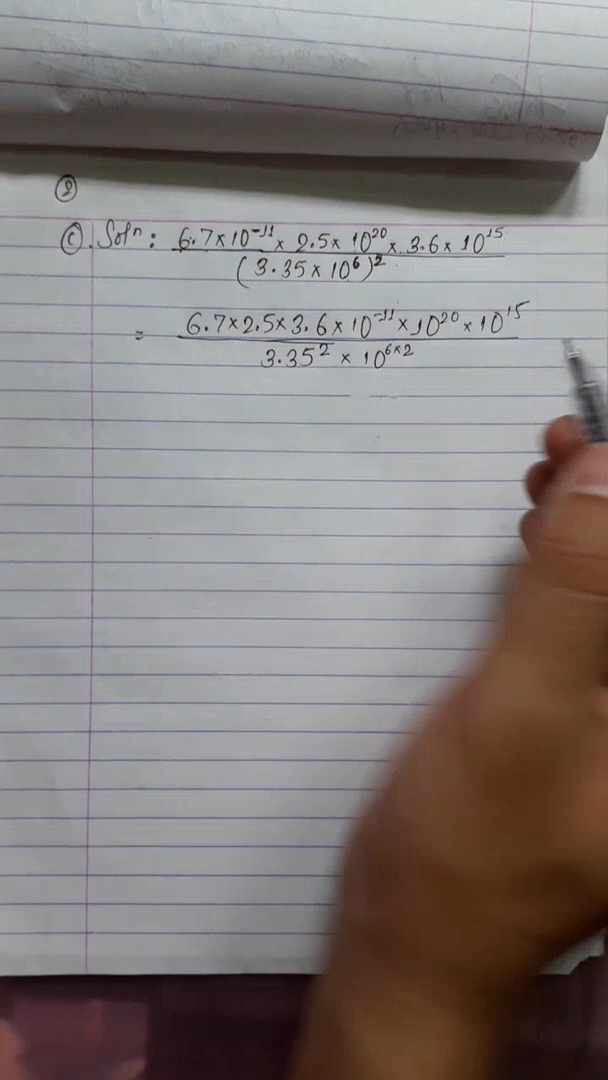 ②
ⓒ. Solⁿ: 6.7×10⁻¹¹ × 2.5×10²⁰ × 3.6×10¹⁵
(3.35×10⁶)²
= 6.7×2.5×3.6×10⁻¹¹×10²⁰×10¹⁵
3.35² × 10⁶ˣ²